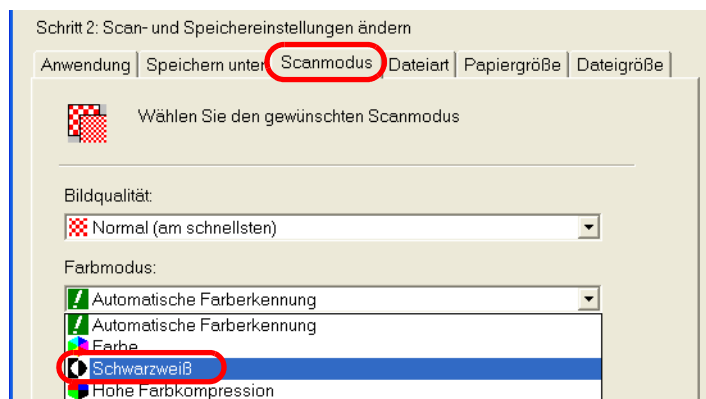 Schritt 2: Scan- und Speichereinstellungen ändern
Anwendung Speichern unter Scanmodus Dateiart Papiergröße Dateigröße
Wählen Sie den gewünschten Scanmodus
Bildqualität:
Normal (am schnellsten)
Farbmodus:
Automatische Farberkennung
Automatische Farberkennung
Farbe
Schwarzweiß
Hohe Farbkompression